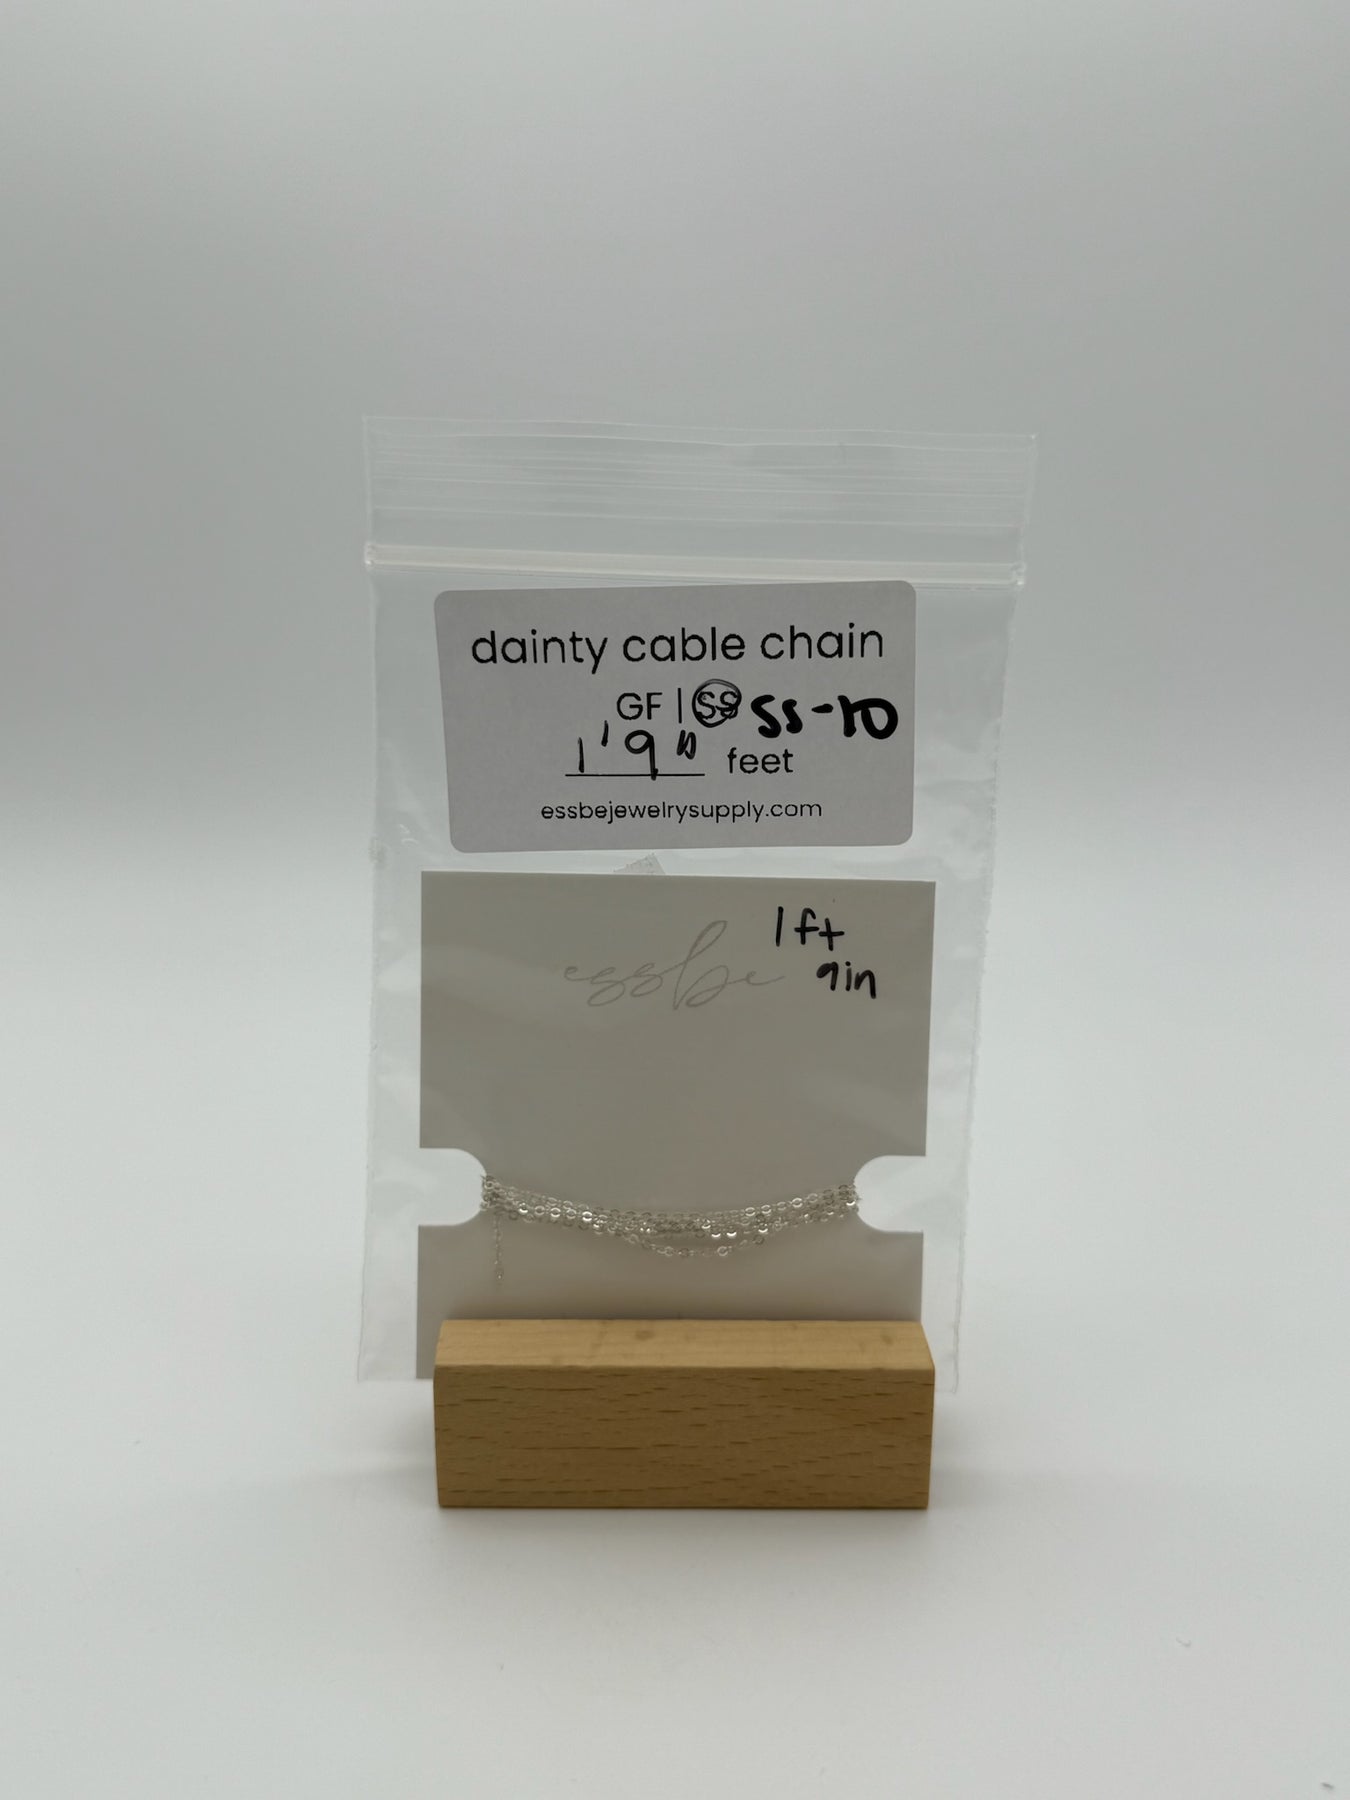 dainty cable chain
GF | SS SS-10
1'9" feet
essbejewelrysupply.com
essbe
1ft
9in